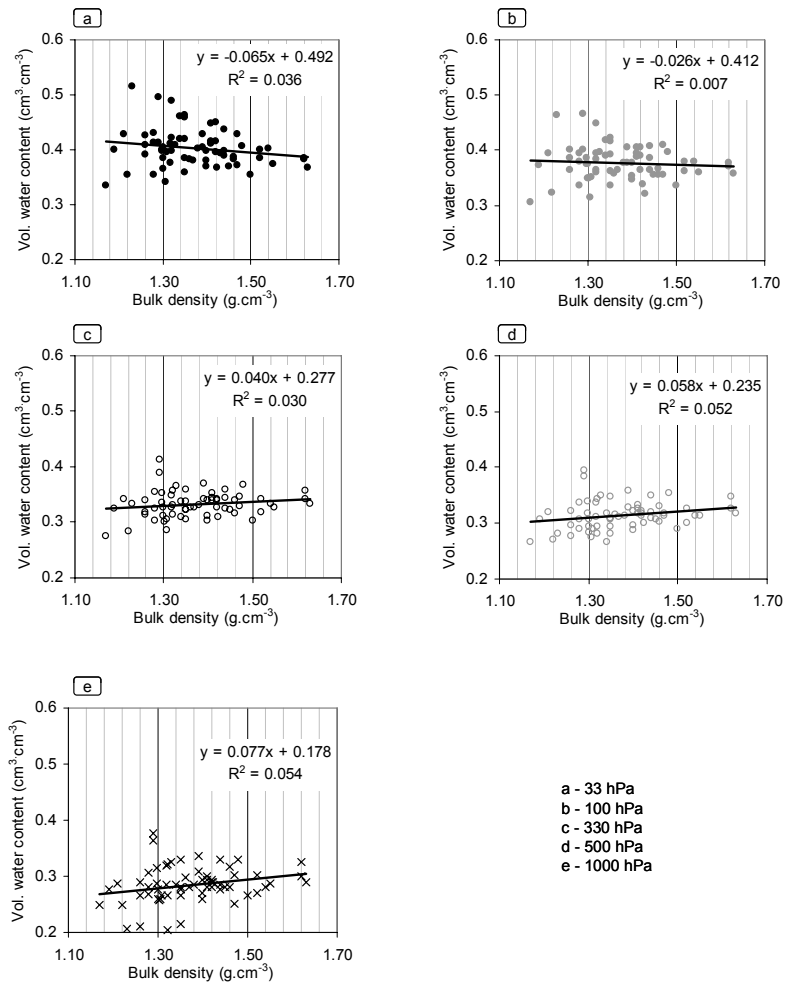 a
Vol. water content (cm³.cm⁻³)
0.6
0.5
0.4
0.3
0.2
y = -0.065x + 0.492
R² = 0.036
1.10 1.30 1.50 1.70
Bulk density (g.cm⁻³)
b
Vol. water content (cm³.cm⁻³)
0.6
0.5
0.4
0.3
0.2
y = -0.026x + 0.412
R² = 0.007
1.10 1.30 1.50 1.70
Bulk density (g.cm⁻³)
c
Vol. water content (cm³.cm⁻³)
0.6
0.5
0.4
0.3
0.2
y = 0.040x + 0.277
R² = 0.030
1.10 1.30 1.50 1.70
Bulk density (g.cm⁻³)
d
Vol. water content (cm³.cm⁻³)
0.6
0.5
0.4
0.3
0.2
y = 0.058x + 0.235
R² = 0.052
1.10 1.30 1.50 1.70
Bulk density (g.cm⁻³)
e
Vol. water content (cm³.cm⁻³)
0.6
0.5
0.4
0.3
0.2
y = 0.077x + 0.178
R² = 0.054
1.10 1.30 1.50 1.70
Bulk density (g.cm⁻³)
a - 33 hPa
b - 100 hPa
c - 330 hPa
d - 500 hPa
e - 1000 hPa